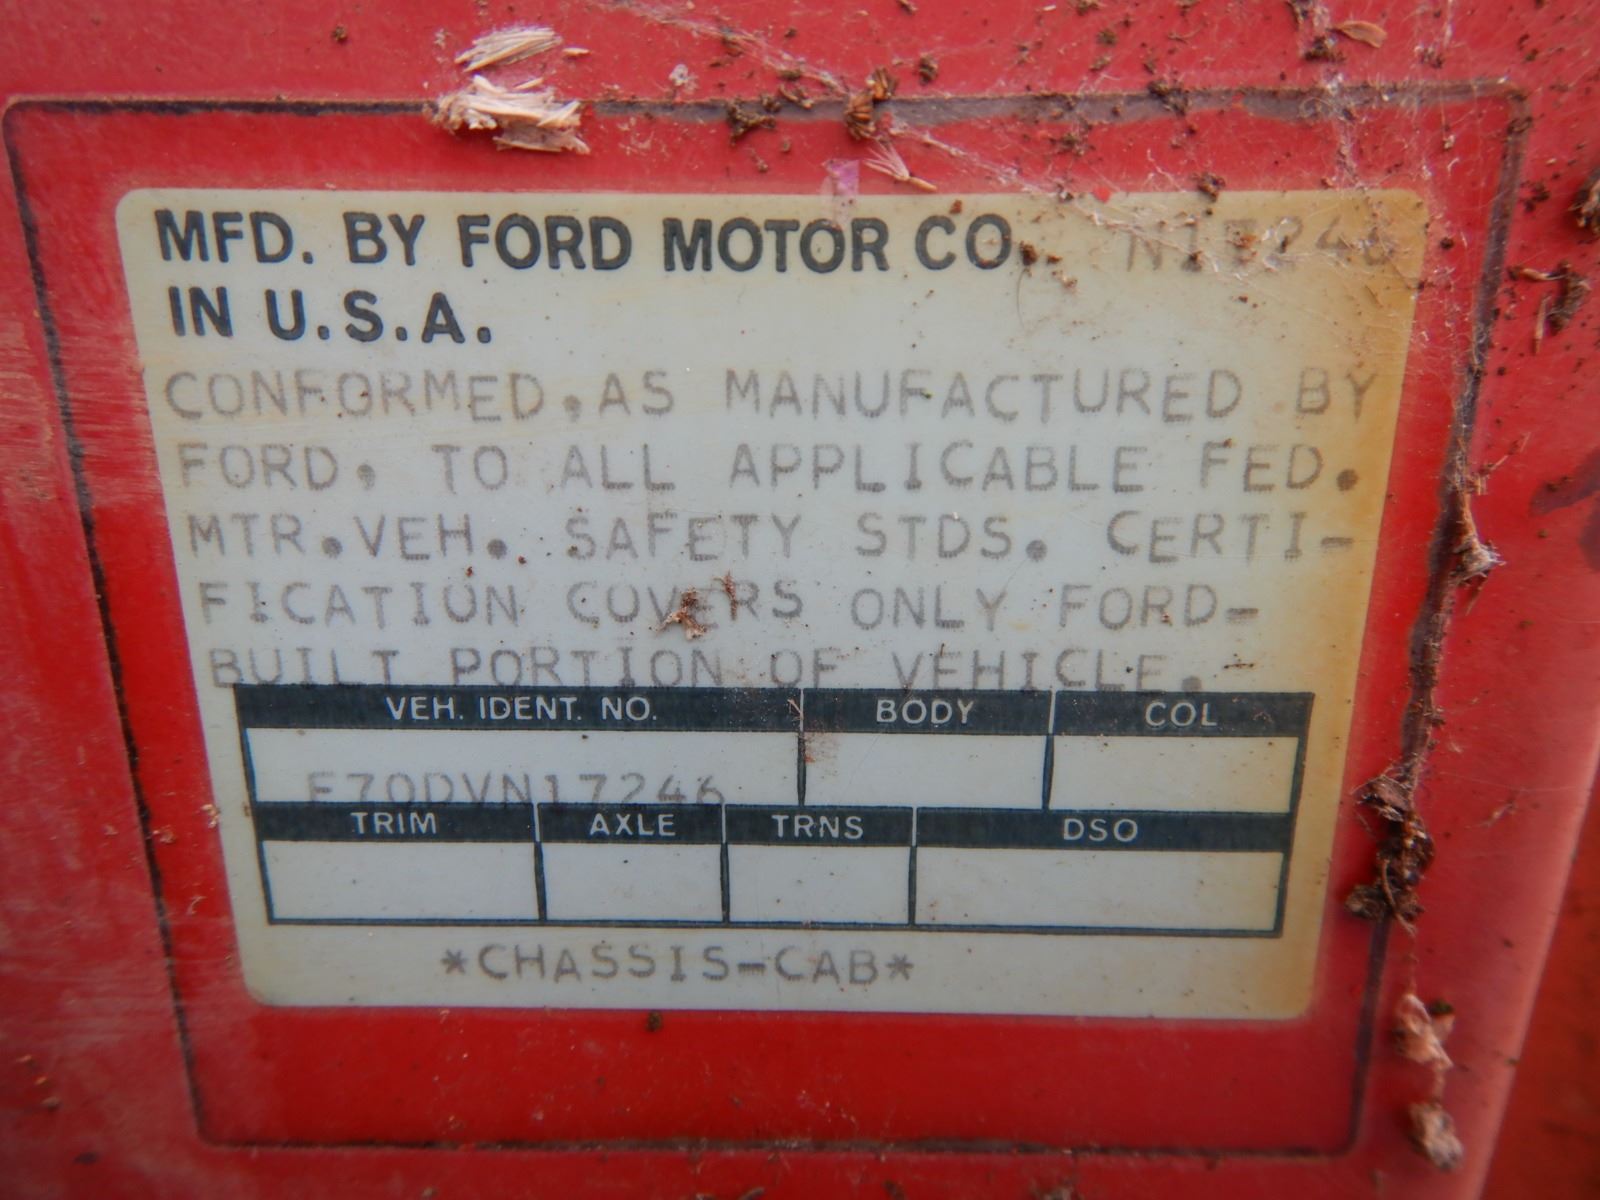 MFD. BY FORD MOTOR CO. N17246
IN U.S.A.
CONFORMED,AS MANUFACTURED BY
FORD, TO ALL APPLICABLE FED.
MTR.VEH. SAFETY STDS. CERTI-
FICATION COVERS ONLY FORD-
BUILT PORTION OF VEHICLE.
VEH. IDENT. NO. BODY COL
F70DVN17246
TRIM AXLE TRNS DSO
*CHASSIS-CAB*